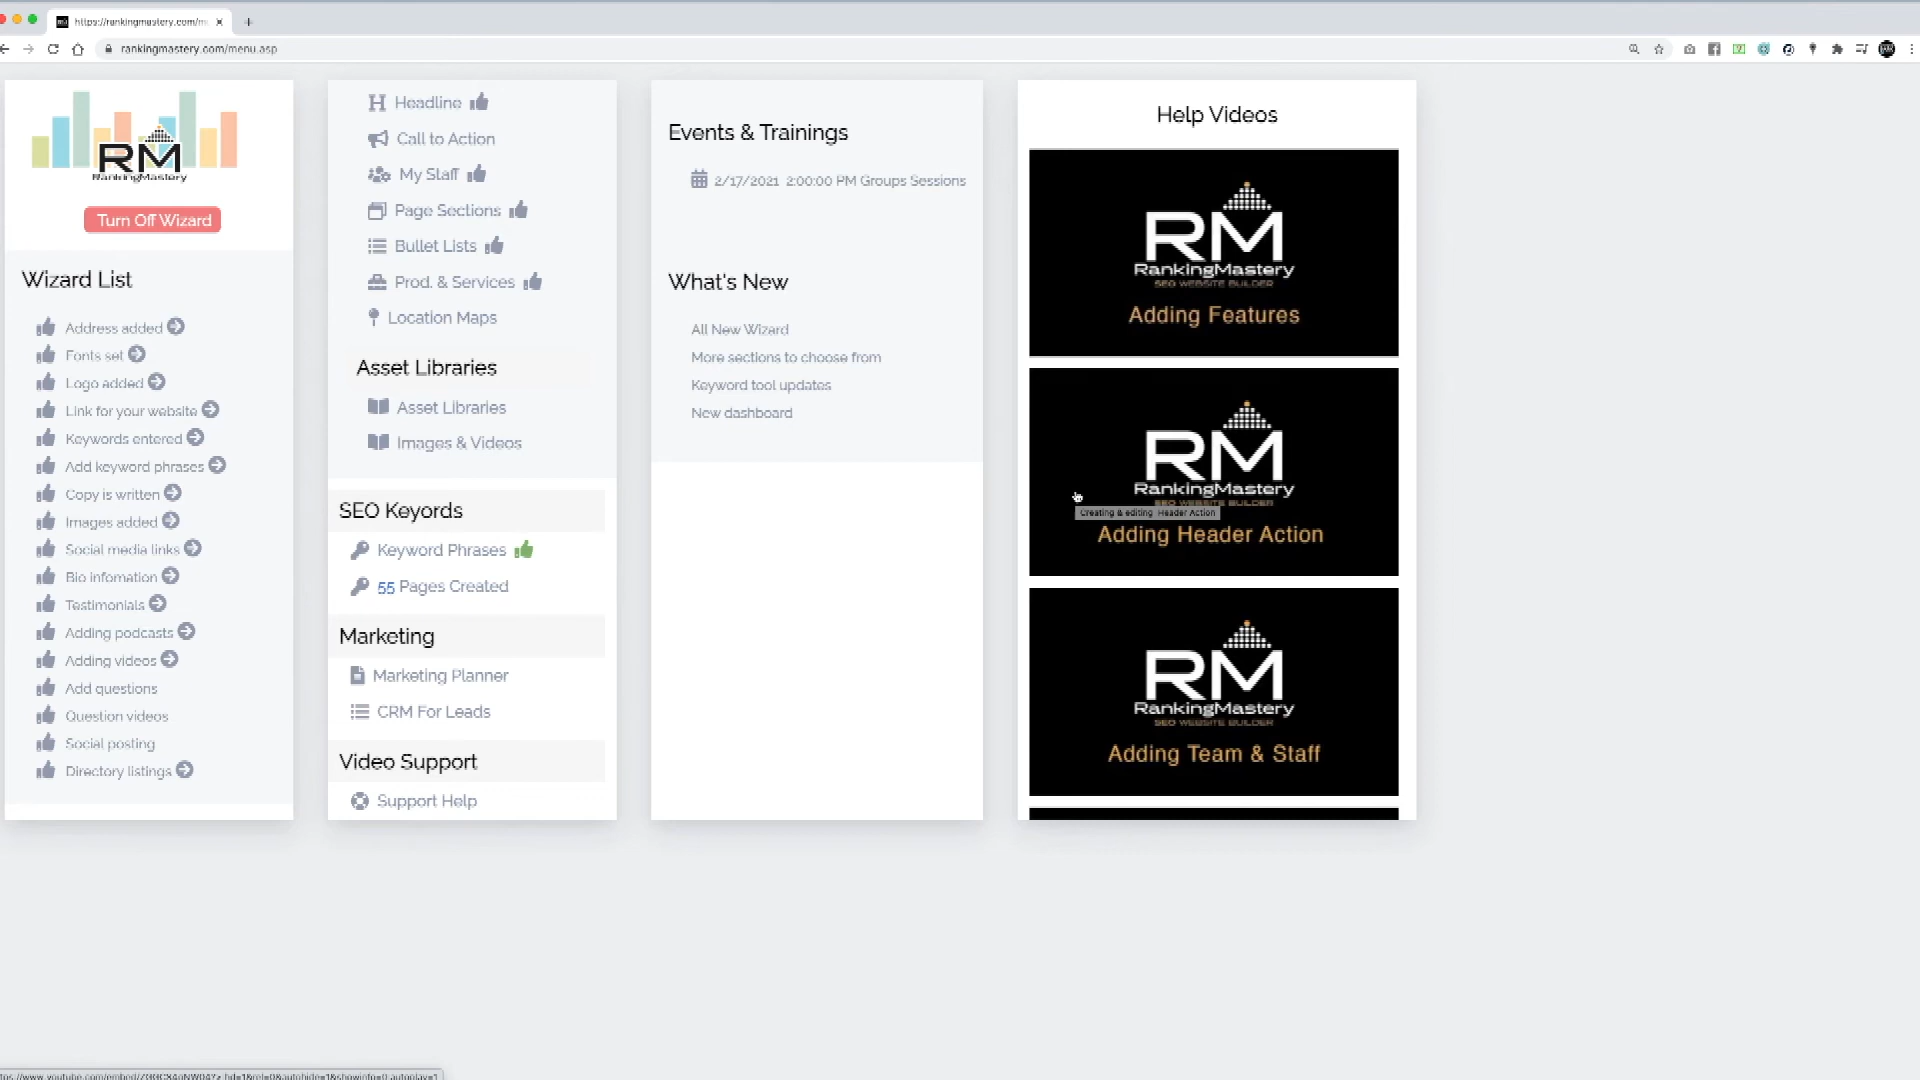 https://rankingmastery.com/m
rankingmastery.com/menu.asp
RM
RankingMastery
Turn Off Wizard
Wizard List
Address added
Fonts set
Logo added
Link for your website
Keywords entered
Add keyword phrases
Copy is written
Images added
Social media links
Bio infomation
Testimonials
Adding podcasts
Adding videos
Add questions
Question videos
Social posting
Directory listings
Headline
Call to Action
My Staff
Page Sections
Bullet Lists
Prod. & Services
Location Maps
Asset Libraries
Asset Libraries
Images & Videos
SEO Keyords
Keyword Phrases
55 Pages Created
Marketing
Marketing Planner
CRM For Leads
Video Support
Support Help
Events & Trainings
2/17/2021 2:00:00 PM Groups Sessions
What's New
All New Wizard
More sections to choose from
Keyword tool updates
New dashboard
Help Videos
RM
RankingMastery
SEO WEBSITE BUILDER
Adding Features
RM
RankingMastery
SEO WEBSITE BUILDER
Creating & editing Header Action
Adding Header Action
RM
RankingMastery
SEO WEBSITE BUILDER
Adding Team & Staff